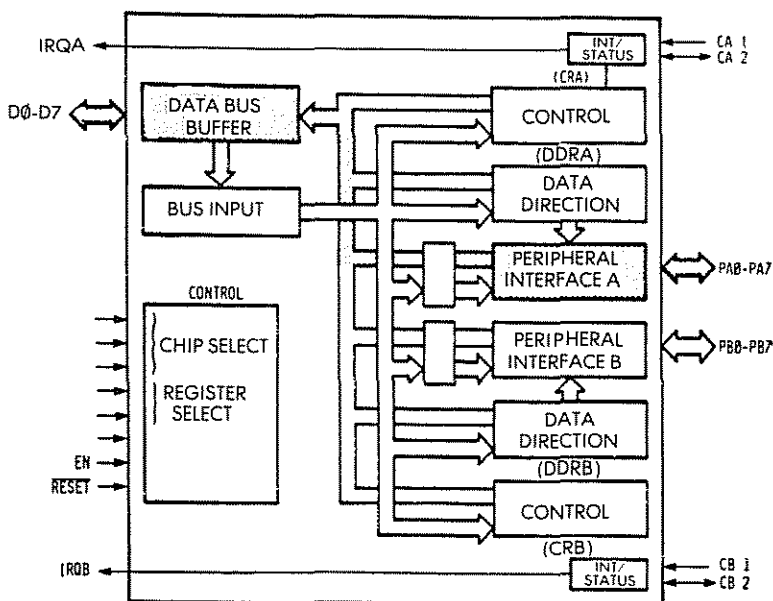 IRQA
INT/
STATUS
CA 1
CA 2
(CRA)
DØ-D7
DATA BUS
BUFFER
CONTROL
(DDRA)
DATA
DIRECTION
BUS INPUT
PERIPHERAL
INTERFACE A
PAØ-PA7
CONTROL
CHIP SELECT
REGISTER
SELECT
PERIPHERAL
INTERFACE B
PBØ-PB7
DATA
DIRECTION
(DDRB)
EN
RESET
CONTROL
(CRB)
IRQB
INT/
STATUS
CB 1
CB 2